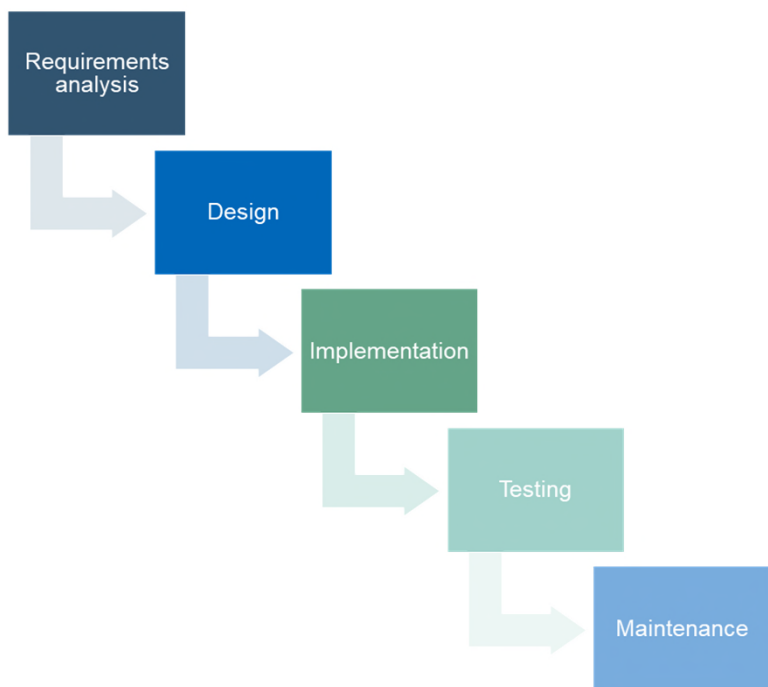 Requirements
analysis
Design
Implementation
Testing
Maintenance